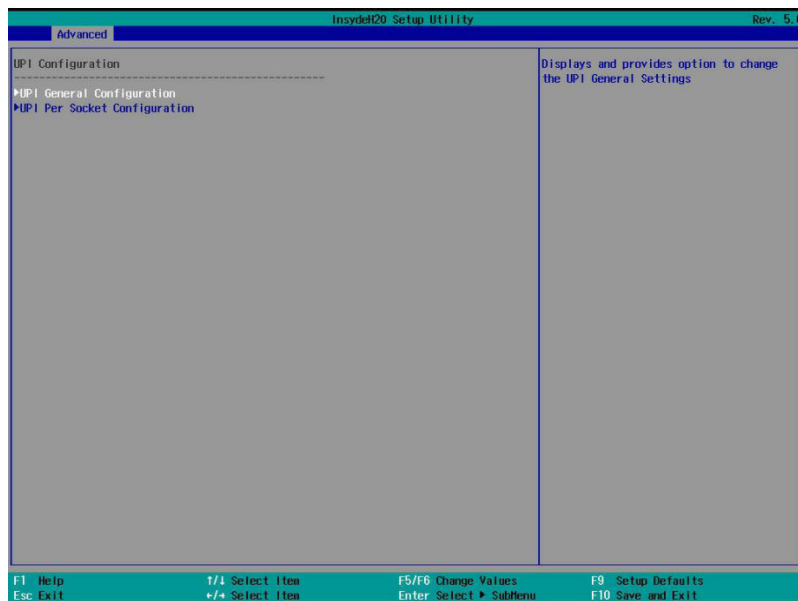 InsydeH20 Setup Utility Rev. 5.
Advanced
UPI Configuration
------------------------------------------------
▶UPI General Configuration
▶UPI Per Socket Configuration
Displays and provides option to change
the UPI General Settings
F1 Help ↑/↓ Select Item F5/F6 Change Values F9 Setup Defaults
Esc Exit ←/→ Select Item Enter Select ▶ SubMenu F10 Save and Exit